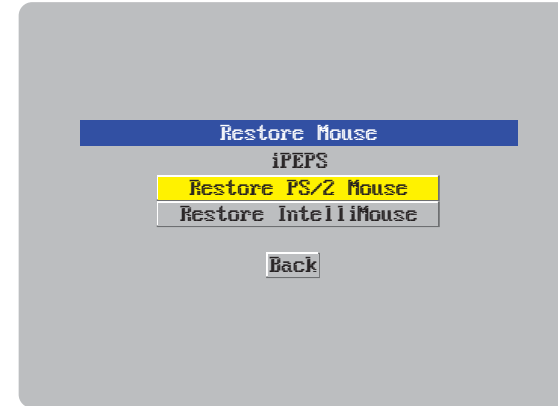 Restore Mouse
iPEPS
Restore PS/2 Mouse
Restore IntelliMouse
Back